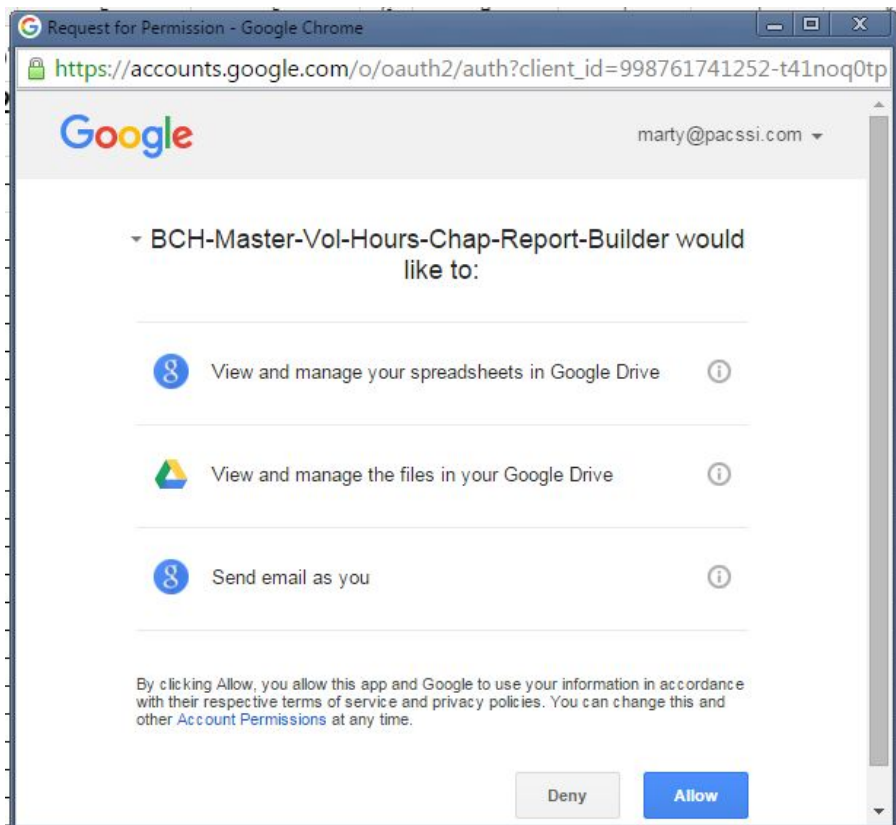 Request for Permission - Google Chrome
https://accounts.google.com/o/oauth2/auth?client_id=998761741252-t41noq0tp
Google
marty@pacssi.com
BCH-Master-Vol-Hours-Chap-Report-Builder would
like to:
View and manage your spreadsheets in Google Drive
View and manage the files in your Google Drive
Send email as you
By clicking Allow, you allow this app and Google to use your information in accordance
with their respective terms of service and privacy policies. You can change this and
other Account Permissions at any time.
Deny
Allow